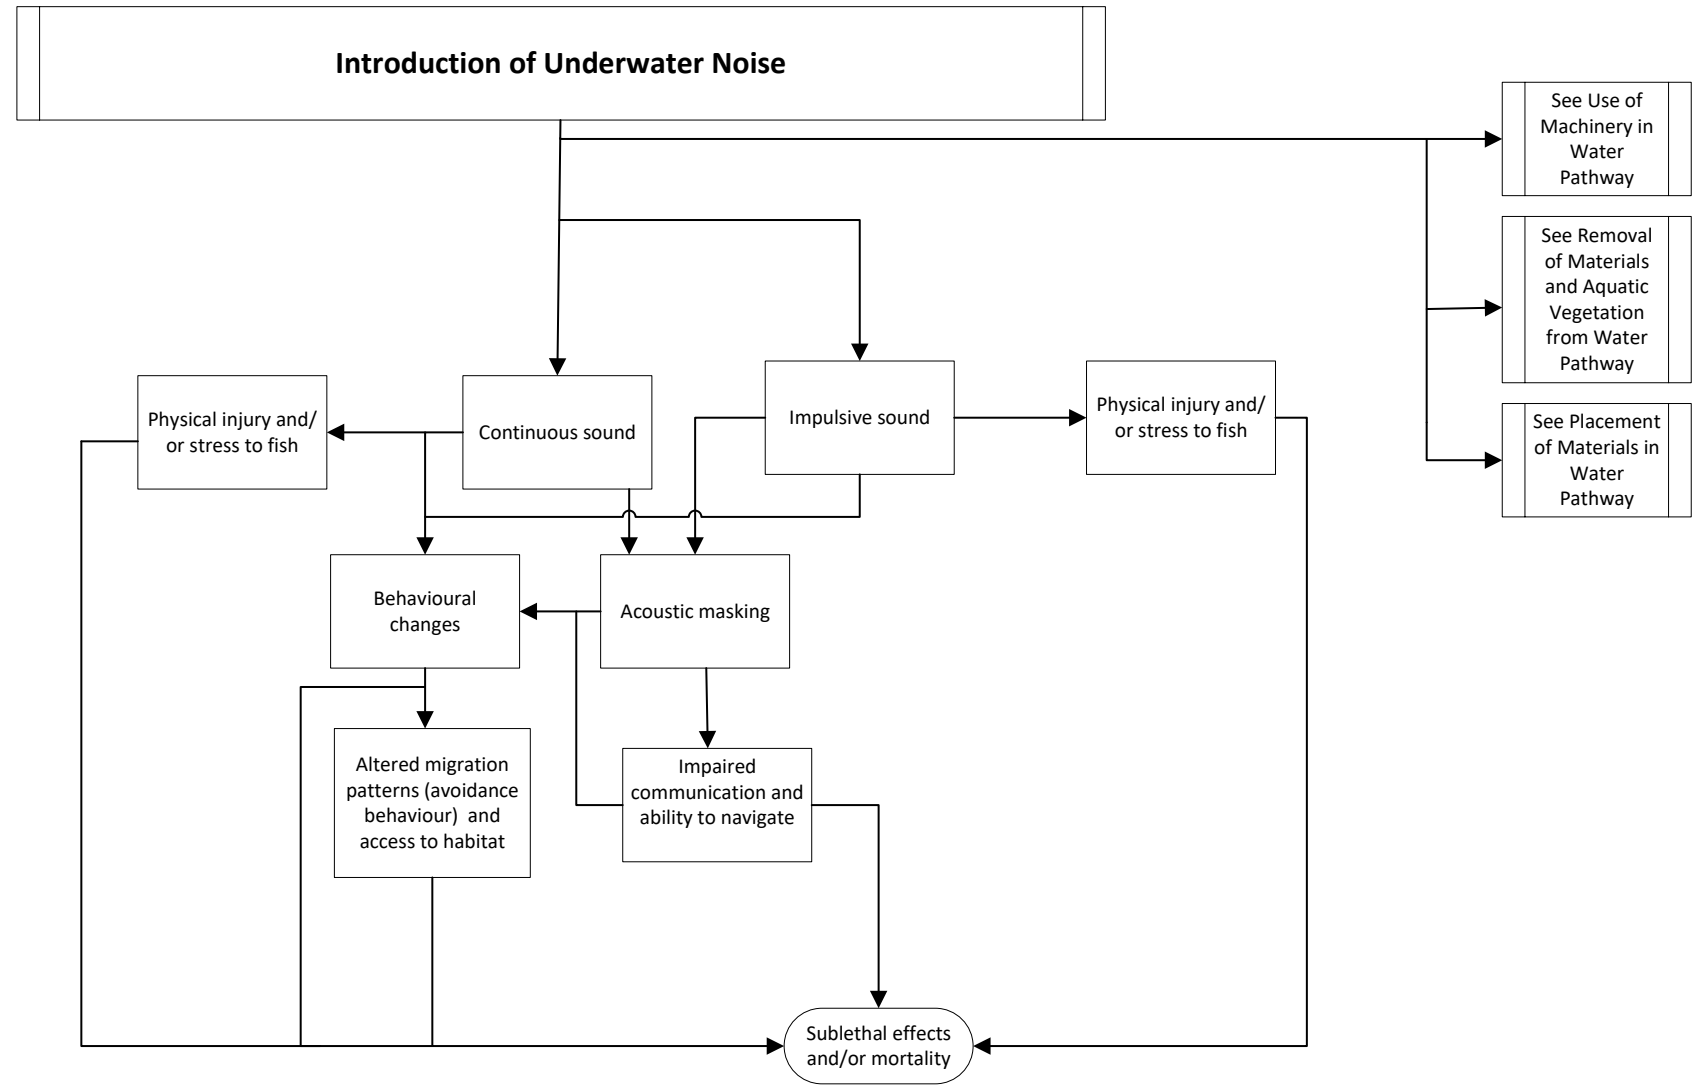 Introduction of Underwater Noise
See Use of
Machinery in
Water
Pathway
See Removal
of Materials
and Aquatic
Vegetation
from Water
Pathway
See Placement
of Materials in
Water
Pathway
Physical injury and/
or stress to fish
Continuous sound
Impulsive sound
Physical injury and/
or stress to fish
Behavioural
changes
Acoustic masking
Altered migration
patterns (avoidance
behaviour) and
access to habitat
Impaired
communication and
ability to navigate
Sublethal effects
and/or mortality